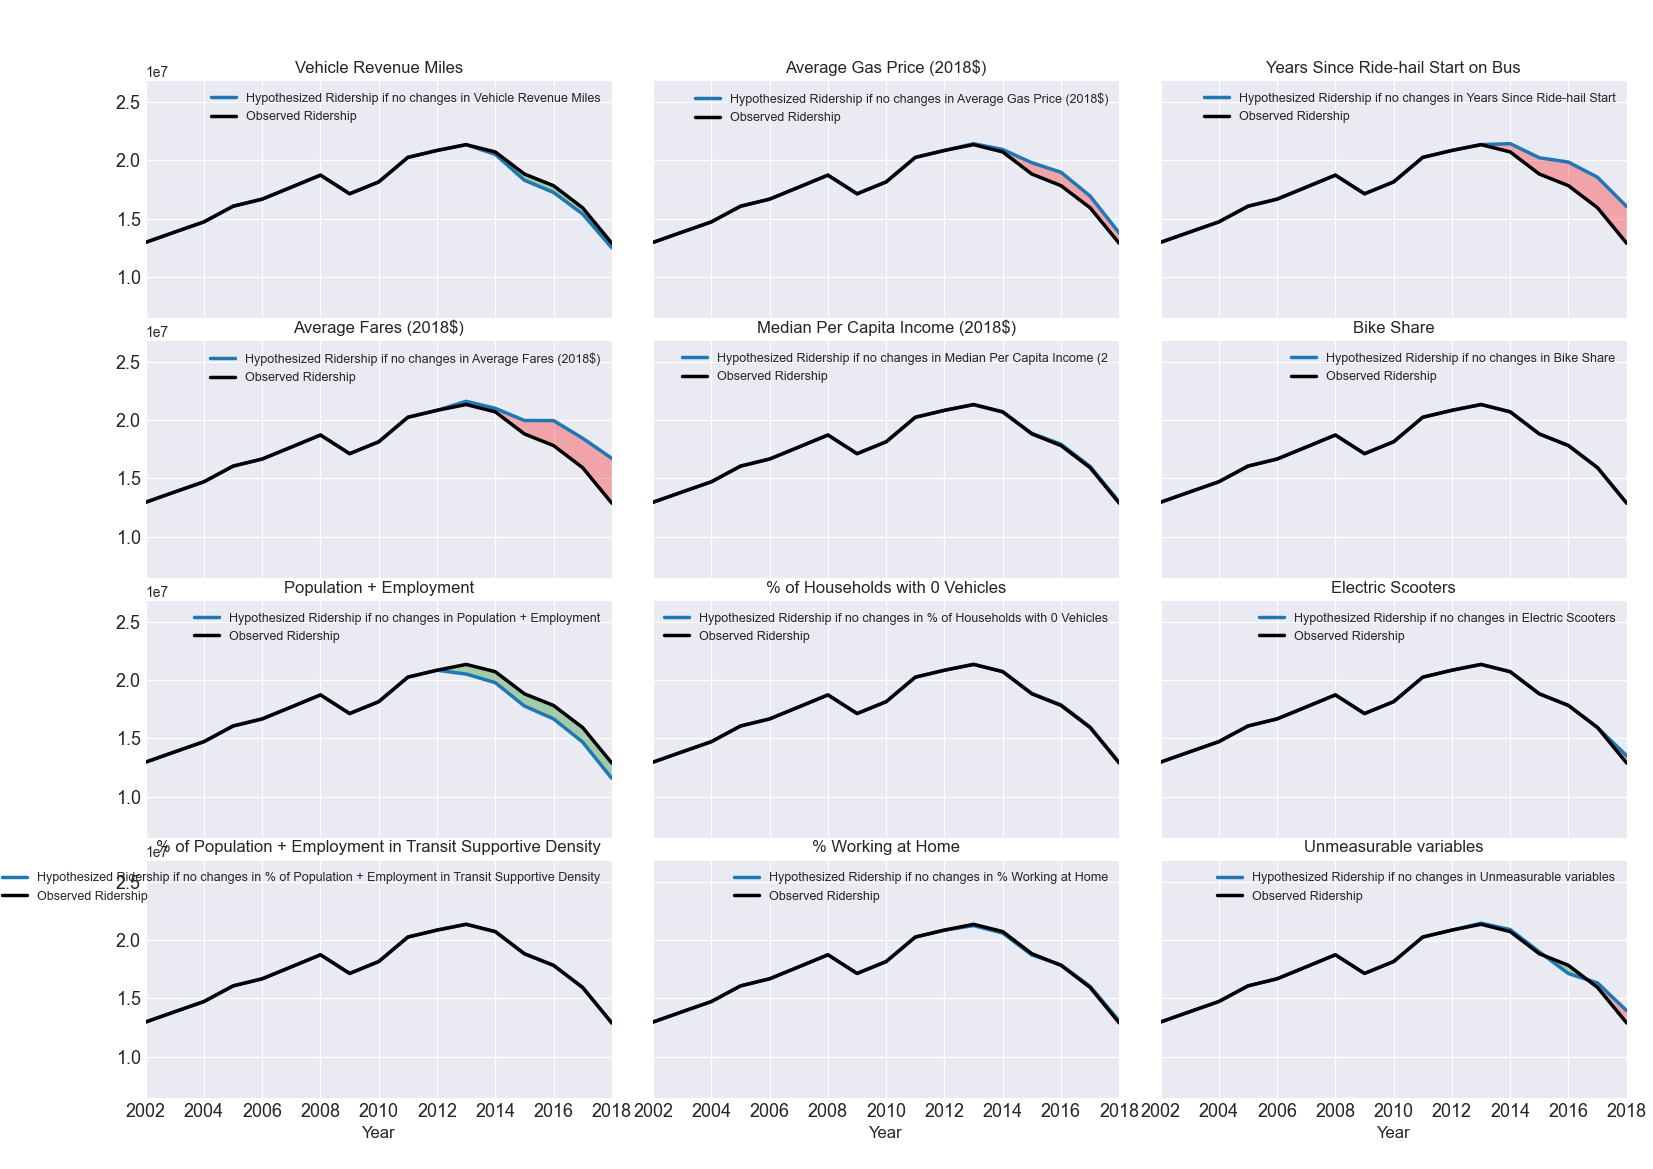 Vehicle Revenue Miles
1e7
Hypothesized Ridership if no changes in Vehicle Revenue Miles
Observed Ridership
2.5
2.0
1.5
1.0
Average Gas Price (2018$)
Hypothesized Ridership if no changes in Average Gas Price (2018$)
Observed Ridership
Years Since Ride-hail Start on Bus
Hypothesized Ridership if no changes in Years Since Ride-hail Start
Observed Ridership
Average Fares (2018$)
1e7
Hypothesized Ridership if no changes in Average Fares (2018$)
Observed Ridership
2.5
2.0
1.5
1.0
Median Per Capita Income (2018$)
Hypothesized Ridership if no changes in Median Per Capita Income (2
Observed Ridership
Bike Share
Hypothesized Ridership if no changes in Bike Share
Observed Ridership
Population + Employment
1e7
Hypothesized Ridership if no changes in Population + Employment
Observed Ridership
2.5
2.0
1.5
1.0
% of Households with 0 Vehicles
Hypothesized Ridership if no changes in % of Households with 0 Vehicles
Observed Ridership
Electric Scooters
Hypothesized Ridership if no changes in Electric Scooters
Observed Ridership
% of Population + Employment in Transit Supportive Density
1e7
Hypothesized Ridership if no changes in % of Population + Employment in Transit Supportive Density
Observed Ridership
2.5
2.0
1.5
1.0
2002 2004 2006 2008 2010 2012 2014 2016 2018
Year
% Working at Home
Hypothesized Ridership if no changes in % Working at Home
Observed Ridership
2002 2004 2006 2008 2010 2012 2014 2016 2018
Year
Unmeasurable variables
Hypothesized Ridership if no changes in Unmeasurable variables
Observed Ridership
2002 2004 2006 2008 2010 2012 2014 2016 2018
Year